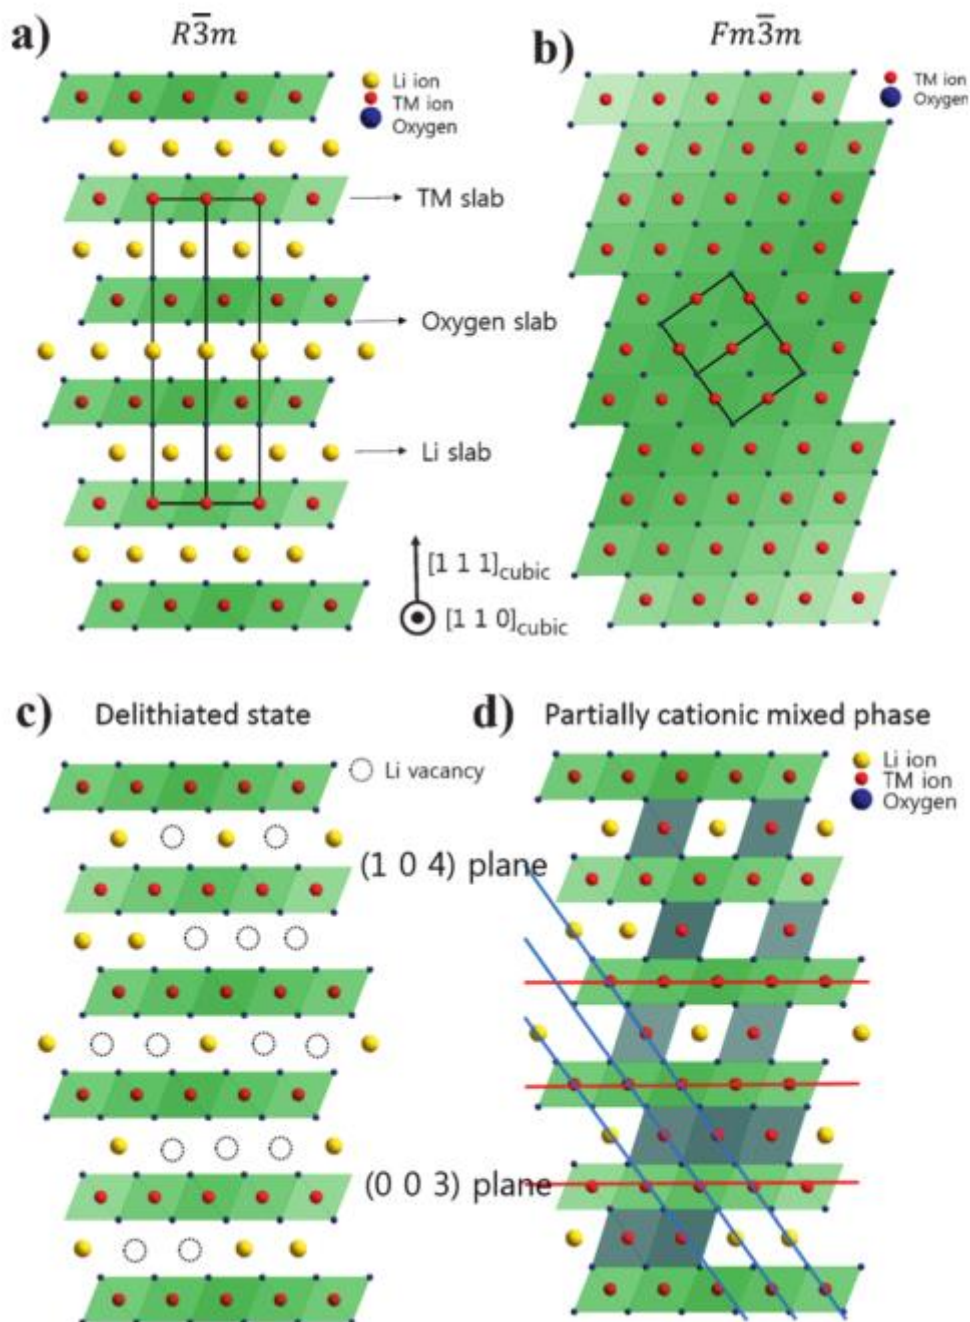 a)
R3̅m
Li ion
TM ion
Oxygen
TM slab
Oxygen slab
Li slab
[1 1 1]cubic
[1 1 0]cubic
b)
Fm3̅m
TM ion
Oxygen
c) Delithiated state
Li vacancy
d) Partially cationic mixed phase
Li ion
TM ion
Oxygen
(1 0 4) plane
(0 0 3) plane